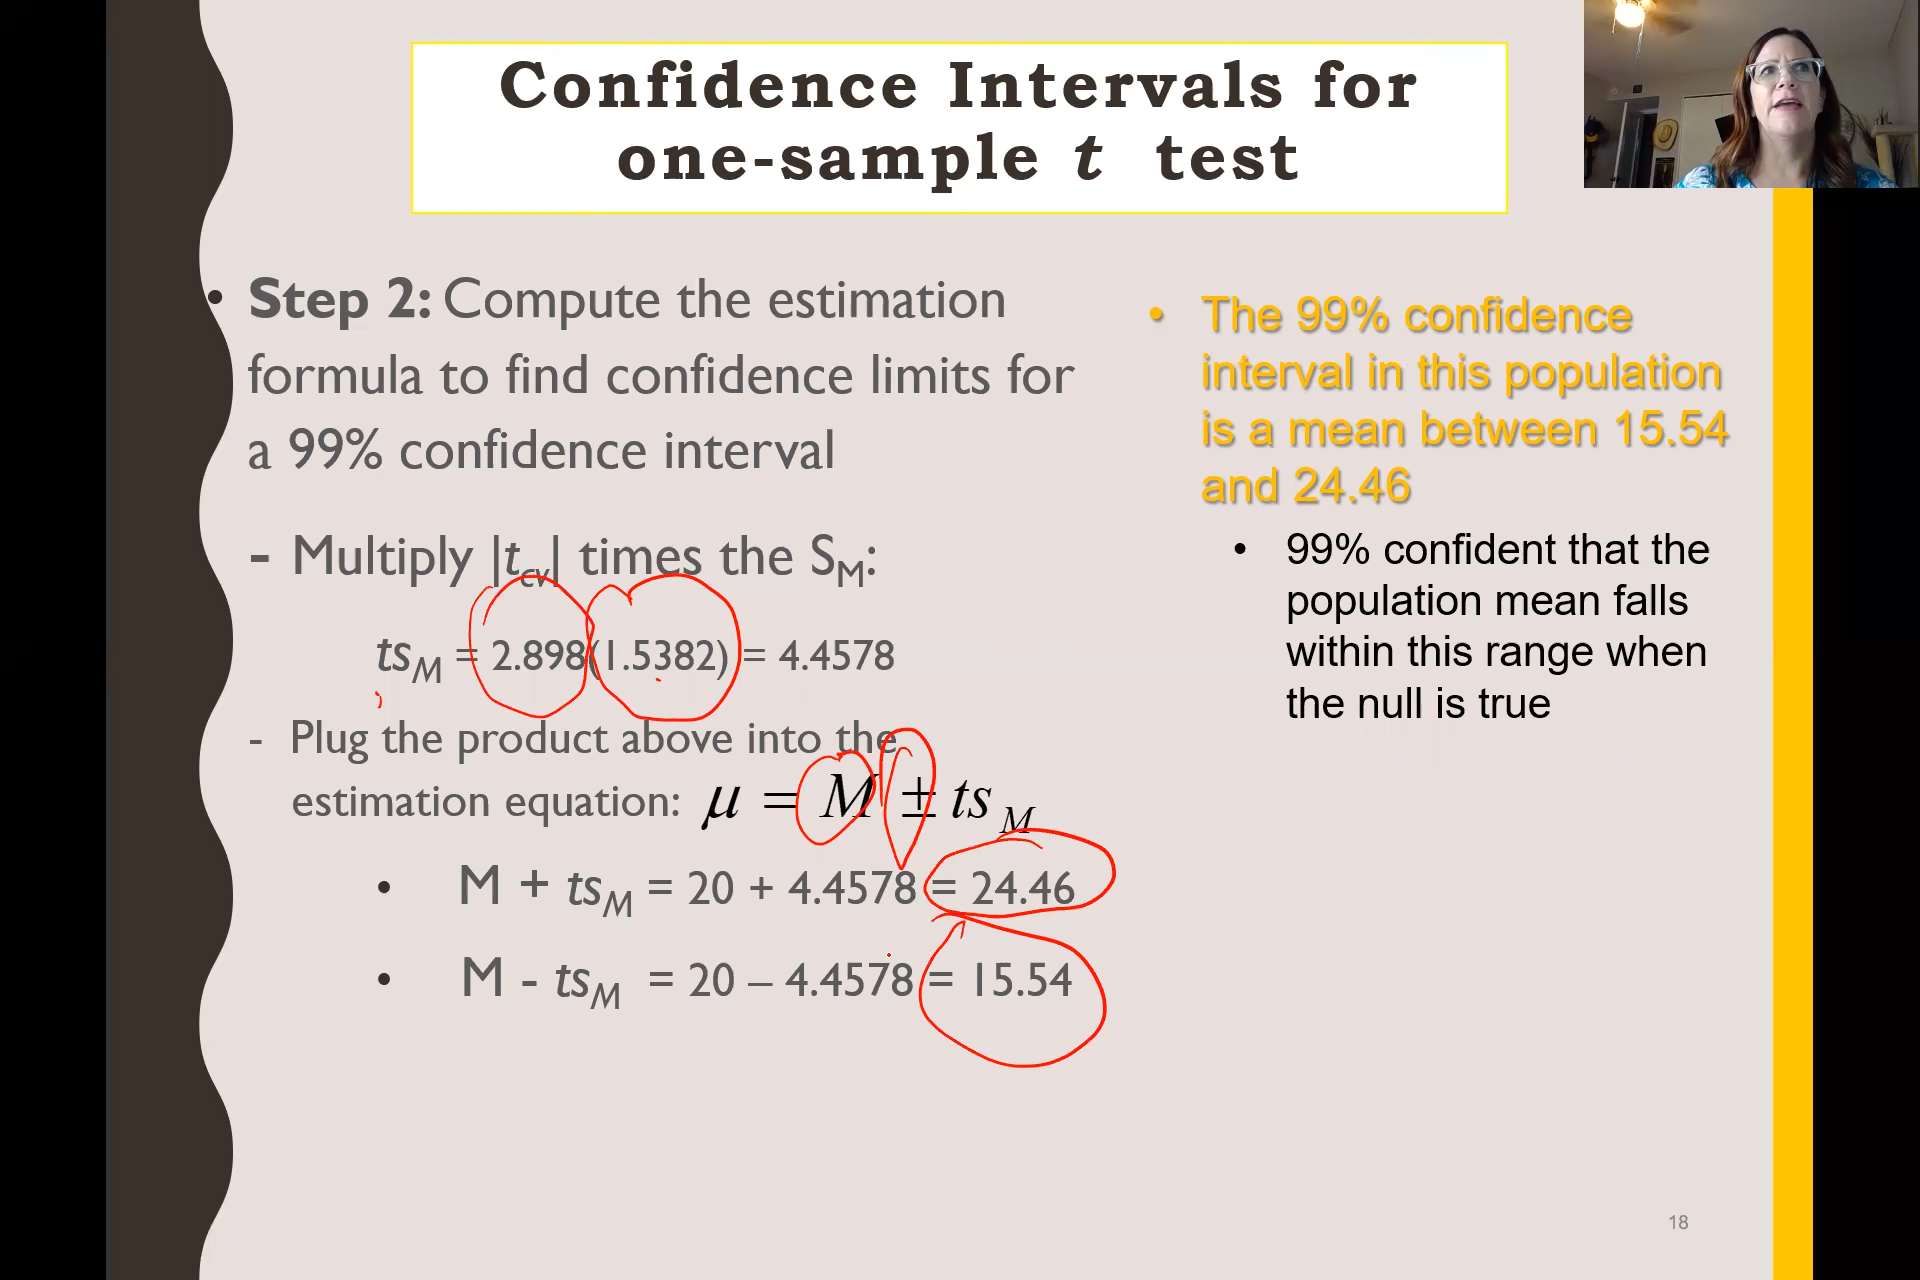 Confidence Intervals for
one-sample t test
• Step 2: Compute the estimation
formula to find confidence limits for
a 99% confidence interval
- Multiply |tcv| times the SM:
tsM = 2.898(1.5382) = 4.4578
- Plug the product above into the
estimation equation: μ = M ± tsM
• M + tsM = 20 + 4.4578 = 24.46
• M - tsM = 20 – 4.4578 = 15.54
• The 99% confidence
interval in this population
is a mean between 15.54
and 24.46
• 99% confident that the
population mean falls
within this range when
the null is true
18